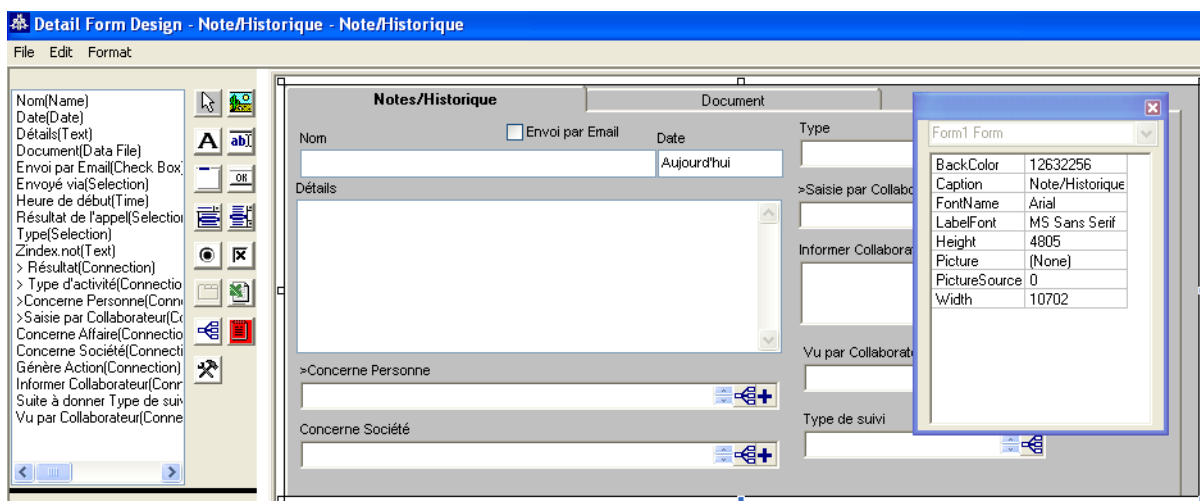 Detail Form Design - Note/Historique - Note/Historique
File Edit Format
Nom(Name)
Date(Date)
Détails(Text)
Document(Data File)
Envoi par Email(Check Box)
Envoyé via(Selection)
Heure de début(Time)
Résultat de l'appel(Selection
Type(Selection)
Zindex.not(Text)
> Résultat(Connection)
> Type d'activité(Connectio
>Concerne Personne(Conn
>Saisie par Collaborateur(Co
Concerne Affaire(Connectio
Concerne Société(Connecti
Génère Action(Connection)
Informer Collaborateur(Conr
Suite à donner Type de suiv
Vu par Collaborateur(Conne
A
ab
OK
Notes/Historique
Document
Nom
Envoi par Email
Date
Aujourd'hui
Détails
>Concerne Personne
Concerne Société
Type
>Saisie par Collabo
Informer Collabora
Vu par Collaborat
Type de suivi
Form1 Form
BackColor 12632256
Caption Note/Historique
FontName Arial
LabelFont MS Sans Serif
Height 4805
Picture (None)
PictureSource 0
Width 10702